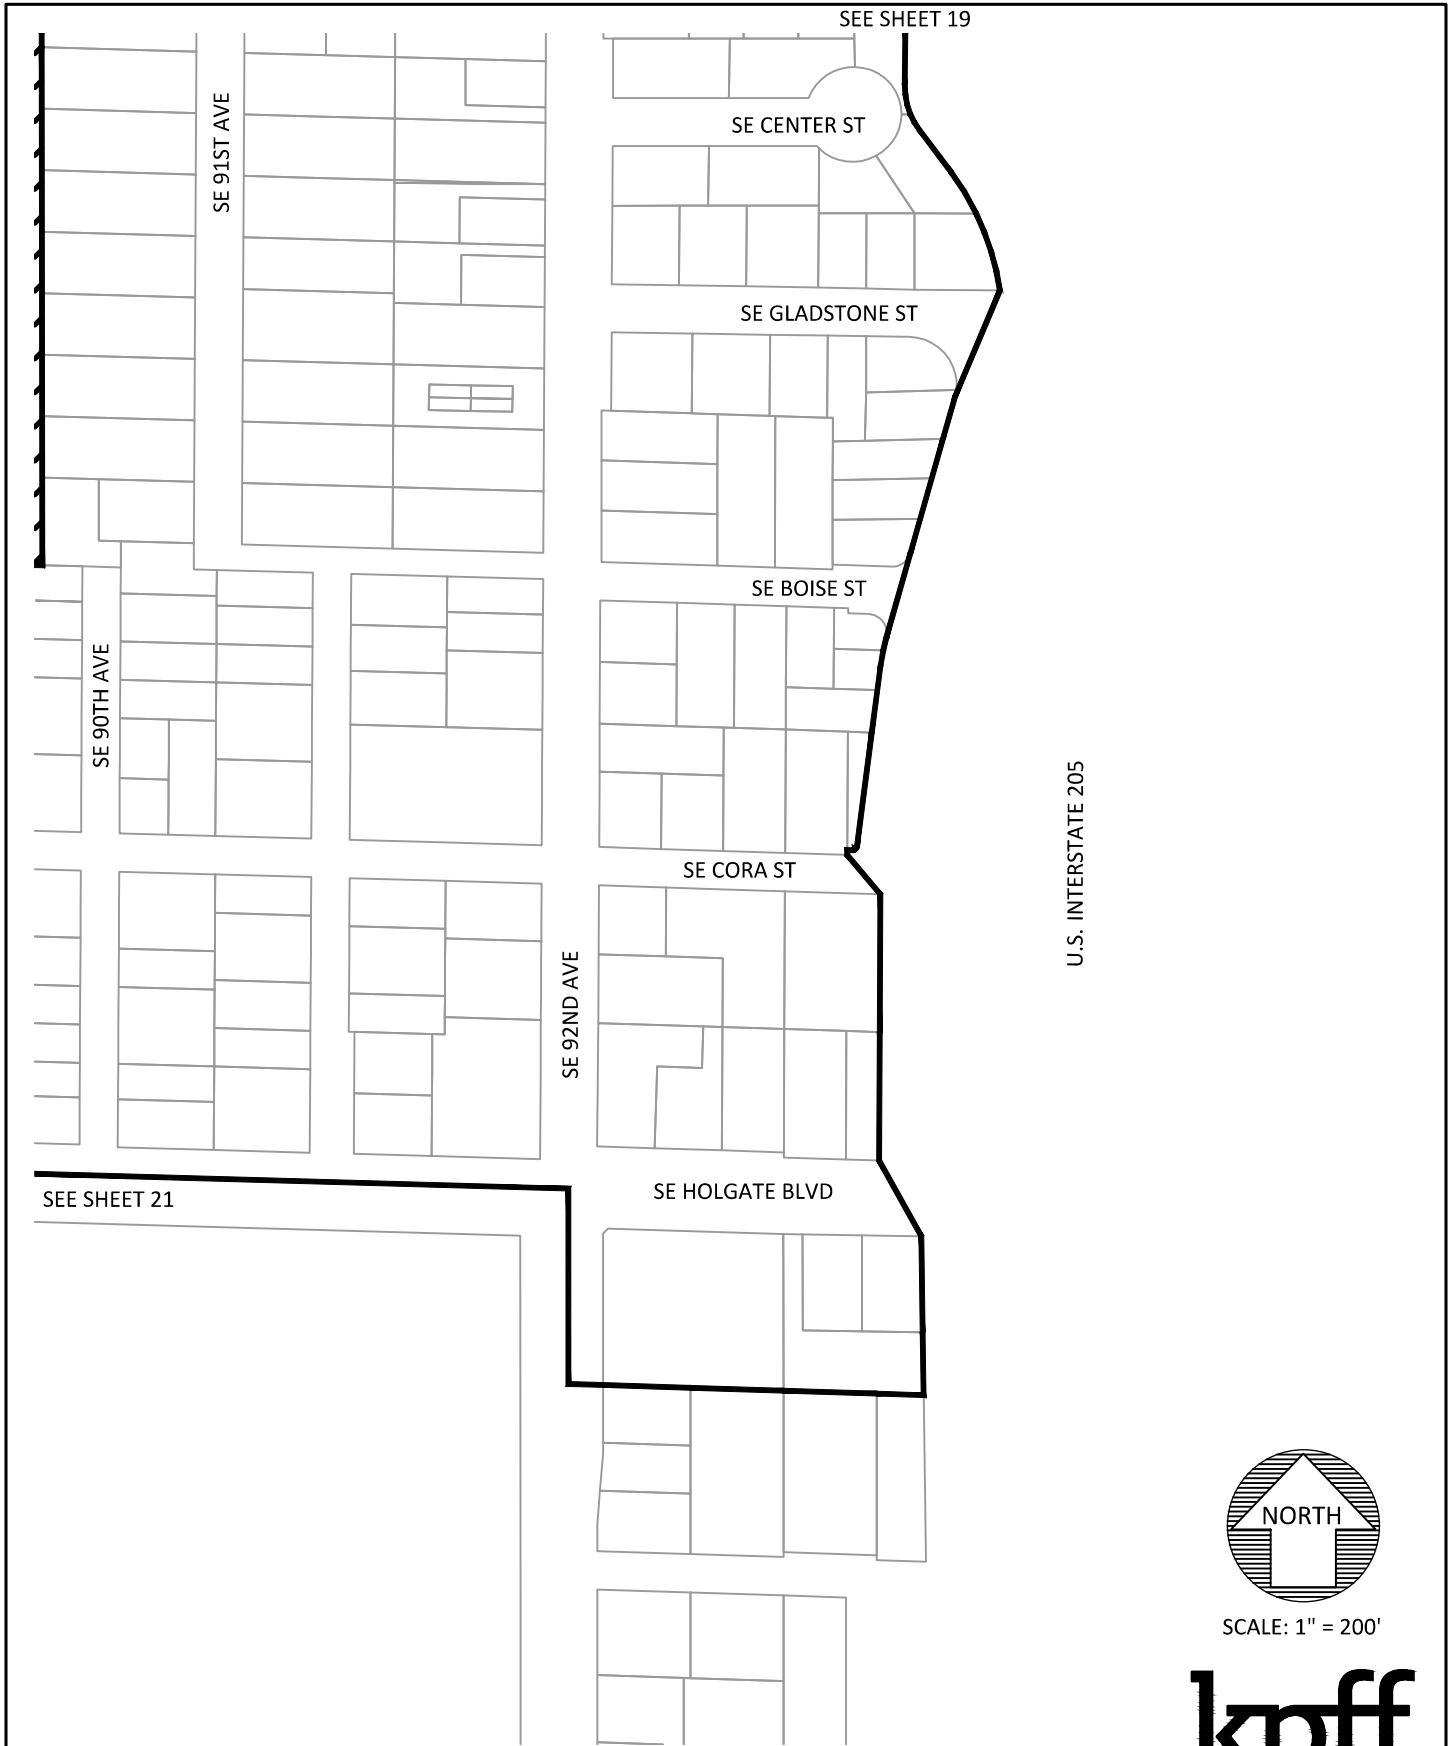 SEE SHEET 19
SE 91ST AVE
SE CENTER ST
SE GLADSTONE ST
SE BOISE ST
SE 90TH AVE
U.S. INTERSTATE 205
SE CORA ST
SE 92ND AVE
SEE SHEET 21
SE HOLGATE BLVD
NORTH
SCALE: 1" = 200'
kpff